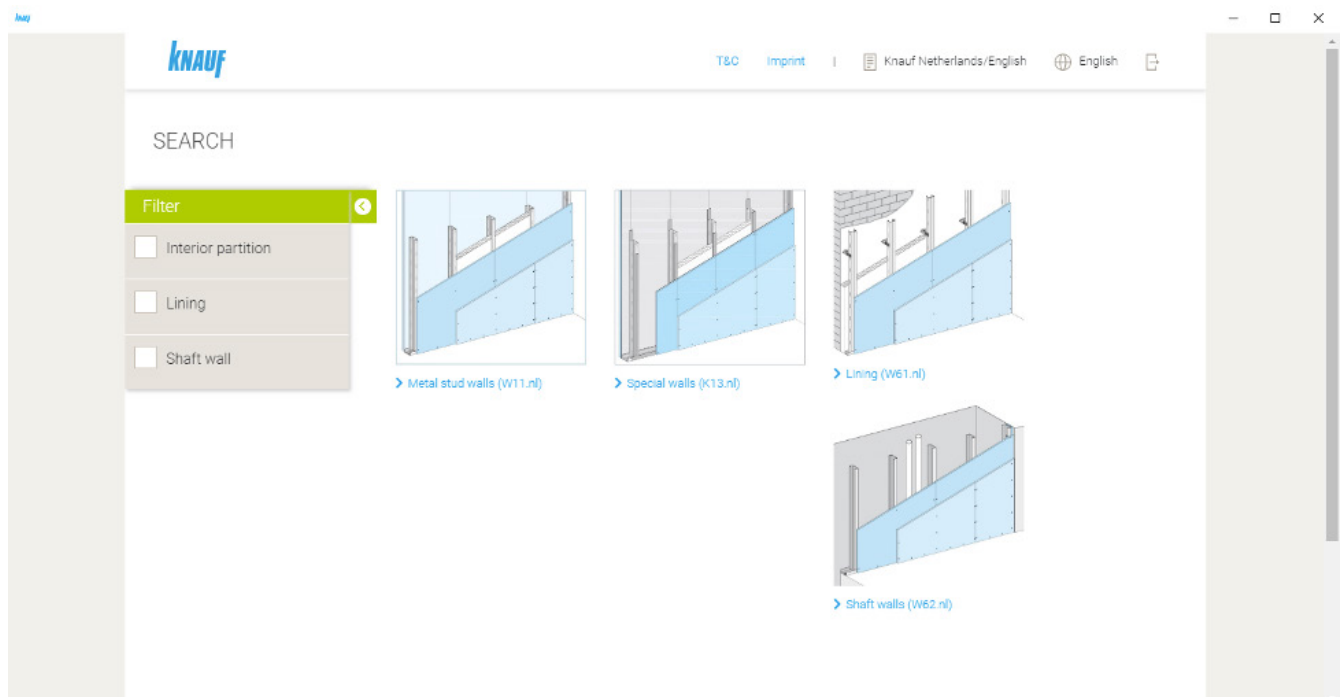 KNAUF
KNAUF
T&C Imprint | Knauf Netherlands/English English
SEARCH
Filter
Interior partition
Lining
Shaft wall
Metal stud walls (W11.nl)
Special walls (K13.nl)
Lining (W61.nl)
Shaft walls (W62.nl)